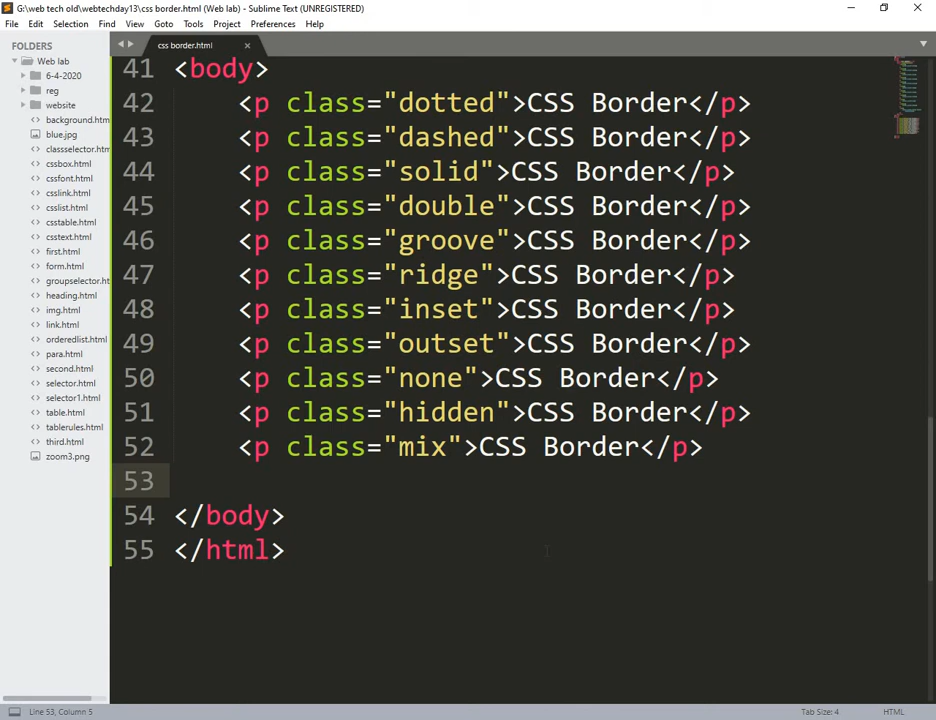 G:\web tech old\webtechday13\css border.html (Web lab) - Sublime Text (UNREGISTERED)
File Edit Selection Find View Goto Tools Project Preferences Help
FOLDERS
Web lab
6-4-2020
reg
website
background.htm
blue.jpg
classselector.htm
cssbox.html
cssfont.html
csslink.html
csslist.html
csstable.html
csstext.html
first.html
form.html
groupselector.ht
heading.html
img.html
link.html
orderedlist.html
para.html
second.html
selector.html
selector1.html
table.html
tablerules.html
third.html
zoom3.png
css border.html
41 <body>
42 <p class="dotted">CSS Border</p>
43 <p class="dashed">CSS Border</p>
44 <p class="solid">CSS Border</p>
45 <p class="double">CSS Border</p>
46 <p class="groove">CSS Border</p>
47 <p class="ridge">CSS Border</p>
48 <p class="inset">CSS Border</p>
49 <p class="outset">CSS Border</p>
50 <p class="none">CSS Border</p>
51 <p class="hidden">CSS Border</p>
52 <p class="mix">CSS Border</p>
53
54 </body>
55 </html>
Line 53, Column 5 Tab Size: 4 HTML